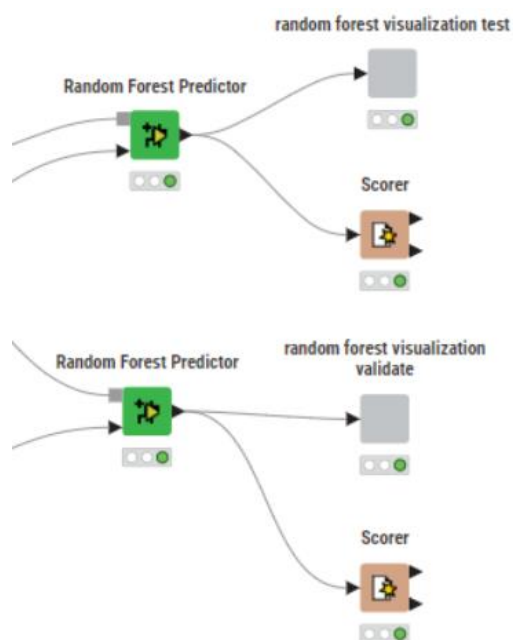 random forest visualization test
Random Forest Predictor
Scorer
Random Forest Predictor
random forest visualization
validate
Scorer